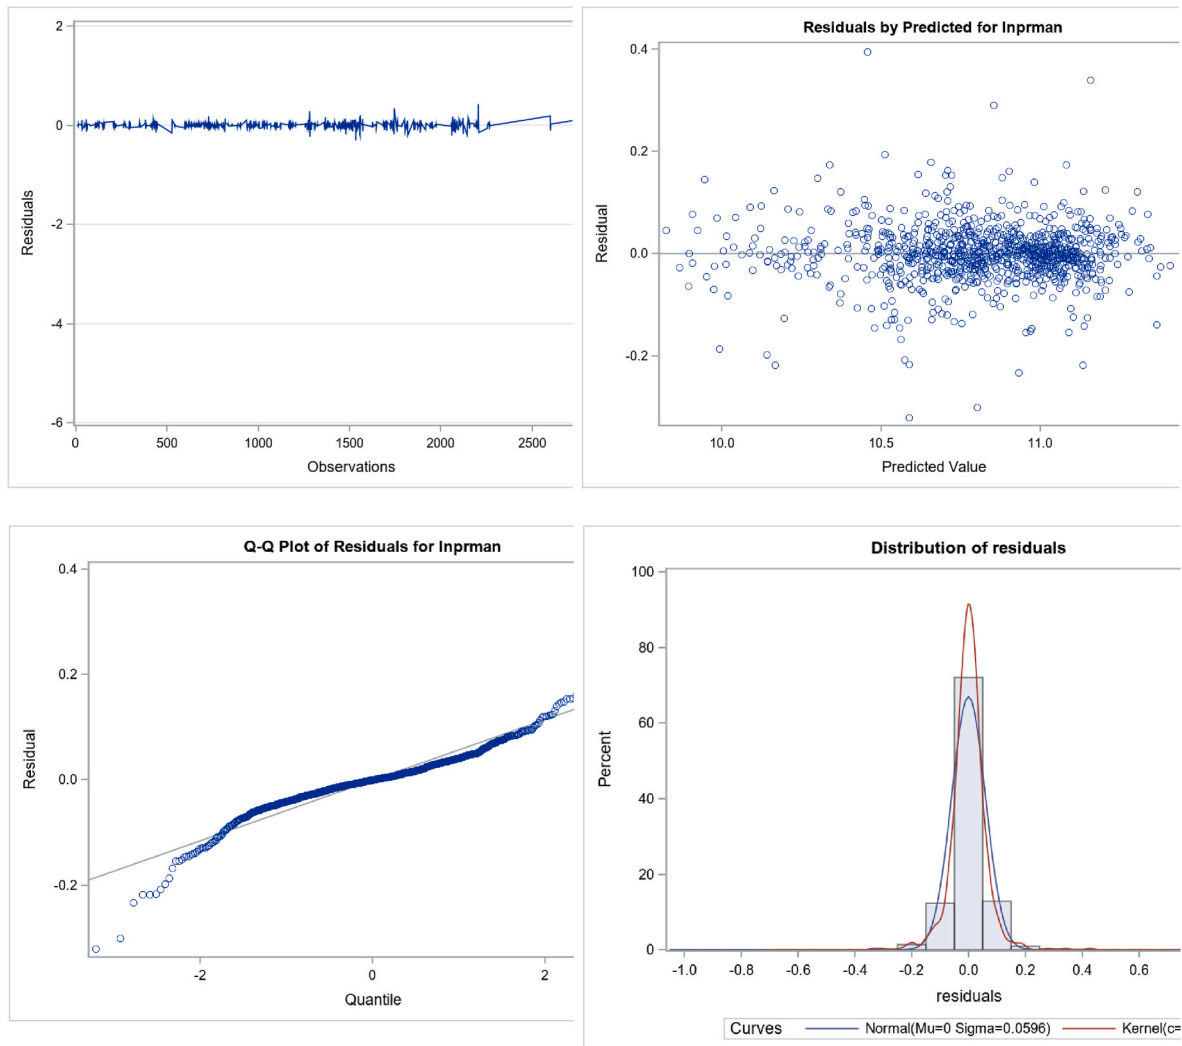 2
0
-2
-4
-6
0 500 1000 1500 2000 2500
Residuals
Observations
Residuals by Predicted for lnprman
0.4
0.2
0.0
-0.2
10.0 10.5 11.0
Residual
Predicted Value
Q-Q Plot of Residuals for lnprman
0.4
0.2
0.0
-0.2
-2 0 2
Residual
Quantile
Distribution of residuals
100
80
60
40
20
0
-1.0 -0.8 -0.6 -0.4 -0.2 0.0 0.2 0.4 0.6
Percent
residuals
Curves Normal(Mu=0 Sigma=0.0596) Kernel(c=